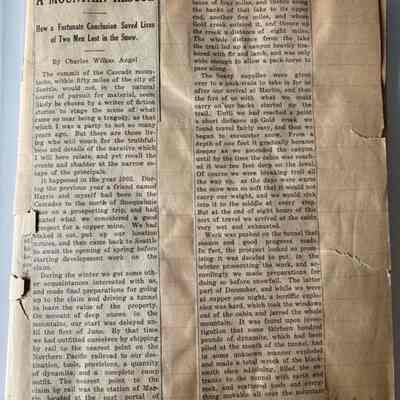 A MOUNTAIN
How a Fortunate Conclusion Saved Lives
of Two Men Lost in the Snow.
By Charles Wilkes Angel
The summit of the Cascade moun-
tains, within fifty miles of the city of
Seattle, would not, in the natural
course of pursuit for material, seem
likely be chosen by a writer of fiction
stories to stage the scene of what
came so near being a tragedy, as that
which I was a party to not so many
years ago. But there are those liv-
ing who will vouch for the truthful-
ness and details of the narative which
I will here relate, and yet recall the
events and shudder at the narrow es-
cape of the principals.
It happened in the year 1902. Dur-
ing the previous year a friend named
Harris and myself had been in the
Cascades to the north of Snoqualmie
Pass on a prospecting trip, and had
located what we considered a good
prospect for a copper mine. We had
staked it out, put up our location
notices, and then came back to Seattle
to await the opening of spring before
starting development work on the
claim.
During the winter we got some oth-
er acquaintances interested with us,
and made final preparations for going
up to the claim and driving a tunnel
to learn the value of the property.
On account of deep snows in the
mountains, our start was delayed un-
til the first of June. By that time
we had outfitted ourselves by shipping
by rail to the nearest point on the
Northern Pacific railroad to our des-
tination, tools, provisions, a quantity
of dynamite, and a complete camp
outfit. The nearest point to the
claim by rail was the station of Mar-
tin, located at the east portal of
tance of four miles, and thence along
the banks of that lake to its upper
end, another five miles, and where
Gold creek entered it, and thence up
the creek a distance of eight miles.
The whole distance from the lake
the trail led up a canyon heavily tim-
bered with fir and larch, and was only
wide enough to allow a pack-horse to
pass along.
The heavy supplies were given
over to a pack-train to take in for us
after our arrival at Martin, and then
the five of us with what we could
carry on our backs started up the
trail. Until we had reached a point
a short distance up Gold creek we
found travel fairly easy, and then we
began to encounter snow. From a
depth of one foot it gradually became
deeper as we ascended the canyon,
until by the time the cabin was reach-
ed it was ten feet deep on the level.
Of course we were breaking trail all
the way up, as the days were warm
the snow was so soft that it would not
carry our weight, and we would sink
into it to the middle at every step.
But at the end of eight hours of this
sort of travel we arrived at the cabin
very wet and exhausted.
Work was pushed on the tunnel that
season and good progress made.
In fact, the prospect looked so prom-
ising it was decided to put in the
winter prosecuting the work, and ac-
cordingly we made preparations for
doing so before snowfall. The latter
part of December, and while we were
at supper one night, a terrific explo-
sion was hard, which took the windows
out of the cabin and jarred the whole
mountain. It was found upon investi-
gation that some fairteen hundred
pounds of dynamite, which had been
piled at the mouth of the tunnel, had
in some unknown manner exploded
and made a total wreck of the black-
smith shop adjoining, filled the en-
trance to the tunnel with earth and
rock, and scattered tools and every-
thing movable all over the mountain